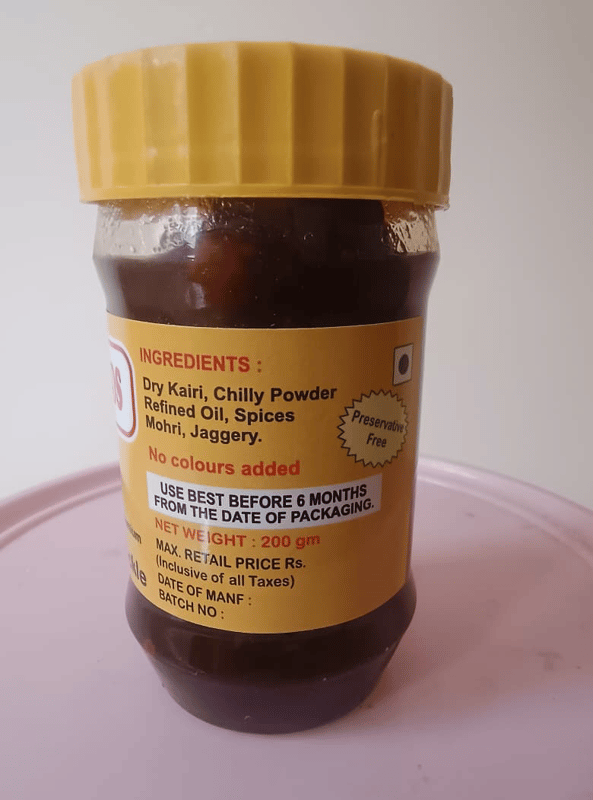 INGREDIENTS :
Dry Kairi, Chilly Powder
Refined Oil, Spices
Mohri, Jaggery.
Preservative
Free
No colours added
USE BEST BEFORE 6 MONTHS
FROM THE DATE OF PACKAGING.
NET WEIGHT : 200 gm
MAX. RETAIL PRICE Rs.
(Inclusive of all Taxes)
DATE OF MANF :
BATCH NO :